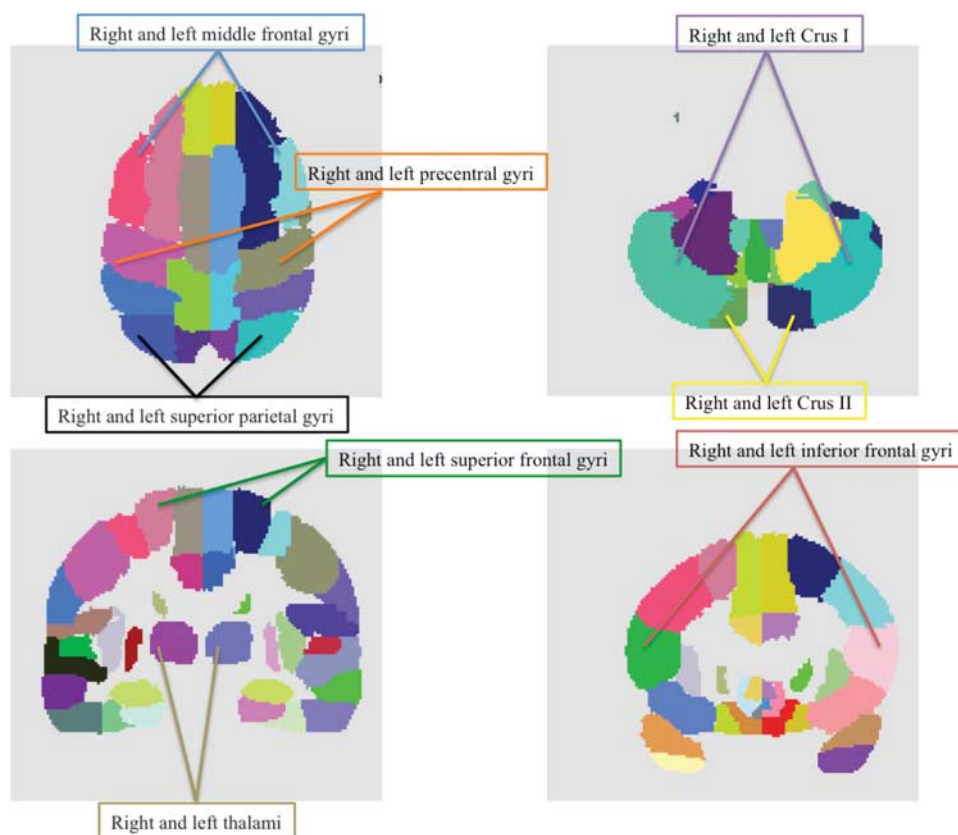 Right and left middle frontal gyri
Right and left Crus I
Right and left precentral gyri
Right and left superior parietal gyri
Right and left Crus II
Right and left superior frontal gyri
Right and left inferior frontal gyri
Right and left thalami